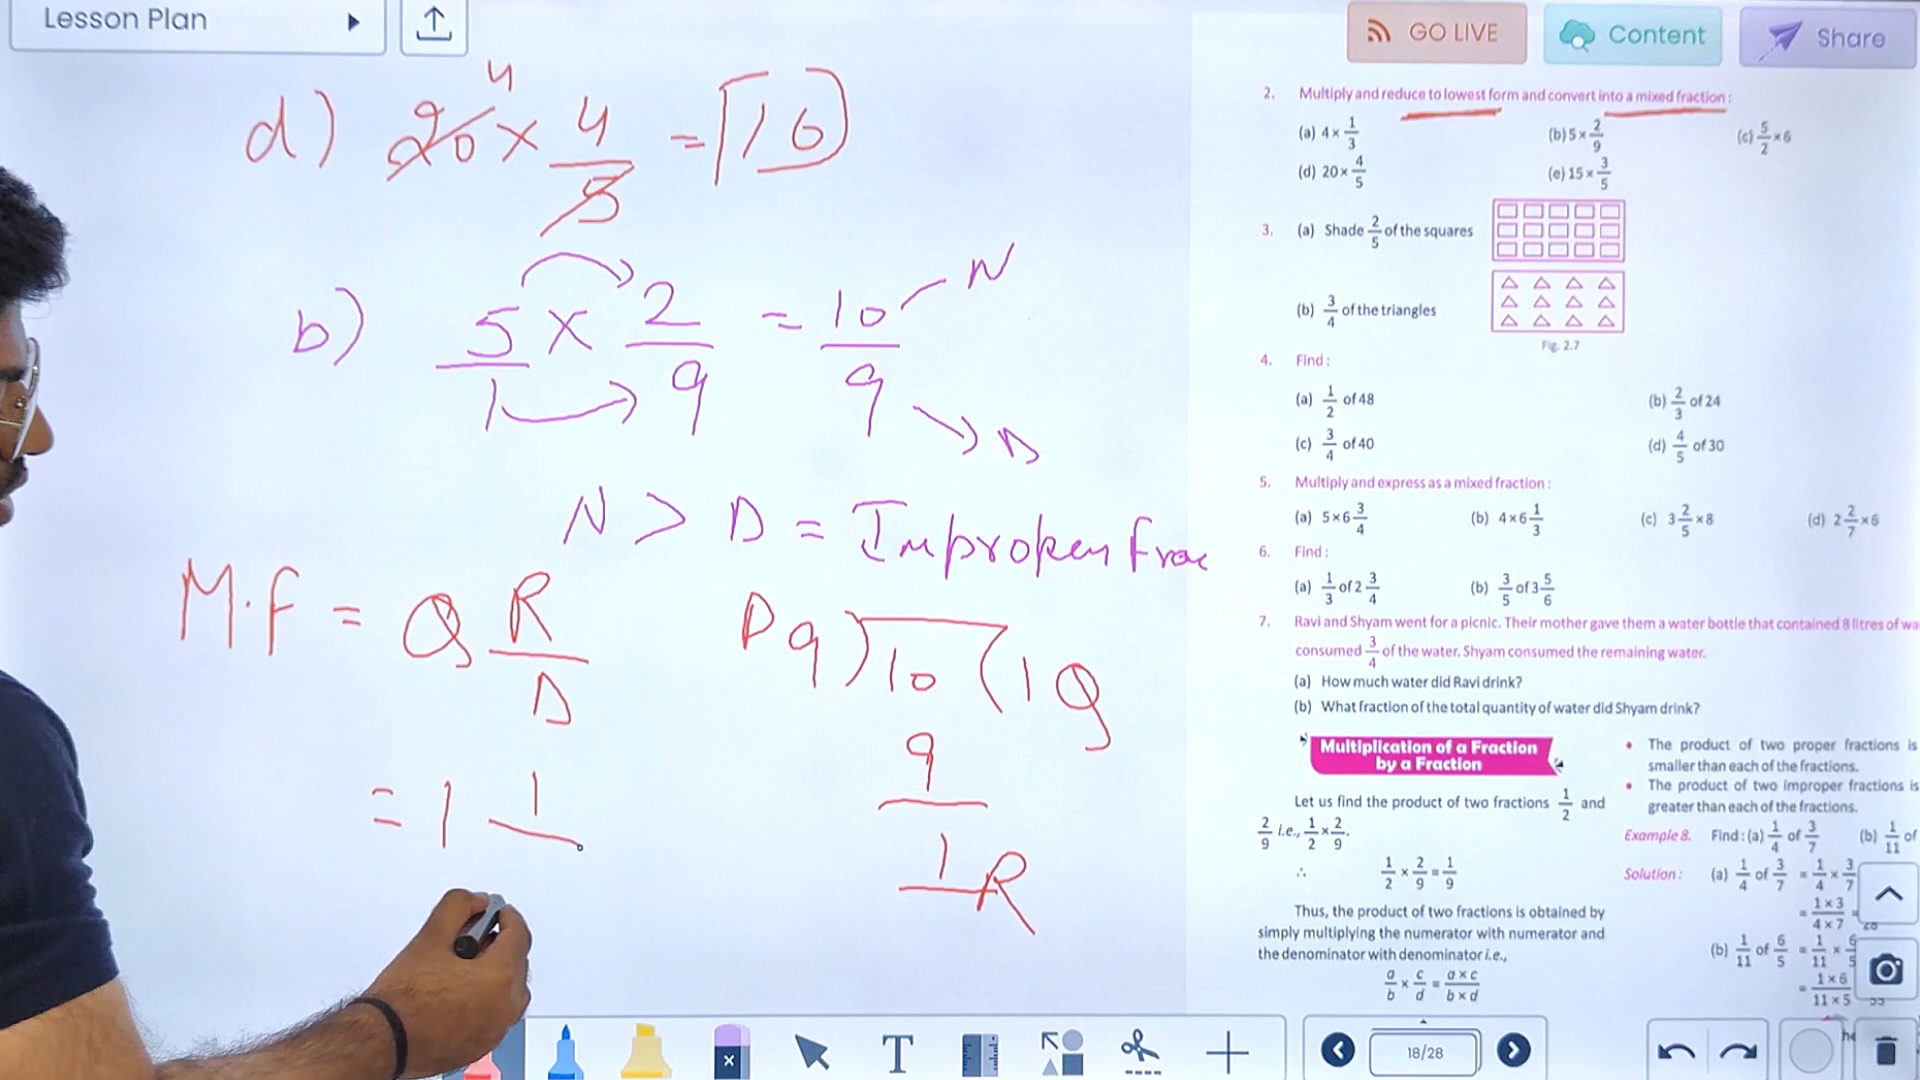 Lesson Plan
GO LIVE
Content
Share
d) 20 4 × 4/5 = 16
b) 5/1 × 2/9 = 10/9 N D
N > D = Improper frac
M.F = Q R/D
D 9) 10 (1 Q
9
1 R
= 1 1
2. Multiply and reduce to lowest form and convert into a mixed fraction :
(a) 4 × 1/3 (b) 5 × 2/9 (c) 5/2 × 6
(d) 20 × 4/5 (e) 15 × 3/5
3. (a) Shade 2/5 of the squares
(b) 3/4 of the triangles
Fig. 2.7
4. Find :
(a) 1/2 of 48 (b) 2/3 of 24
(c) 3/4 of 40 (d) 4/5 of 30
5. Multiply and express as a mixed fraction :
(a) 5 × 6 3/4 (b) 4 × 6 1/3 (c) 3 2/5 × 8 (d) 2 2/7 × 6
6. Find :
(a) 1/3 of 2 3/4 (b) 3/5 of 3 5/6
7. Ravi and Shyam went for a picnic. Their mother gave them a water bottle that contained 8 litres of wa
consumed 3/4 of the water. Shyam consumed the remaining water.
(a) How much water did Ravi drink?
(b) What fraction of the total quantity of water did Shyam drink?
Multiplication of a Fraction
by a Fraction
Let us find the product of two fractions 1/2 and
2/9 i.e., 1/2 × 2/9.
∴ 1/2 × 2/9 = 1/9
Thus, the product of two fractions is obtained by
simply multiplying the numerator with numerator and
the denominator with denominator i.e.,
a/b × c/d = a×c/b×d
• The product of two proper fractions is
smaller than each of the fractions.
• The product of two improper fractions is
greater than each of the fractions.
Example 8. Find : (a) 1/4 of 3/7 (b) 1/11 of
Solution : (a) 1/4 of 3/7 = 1/4 × 3/7
= 1×3/4×7 =
(b) 1/11 of 6/5 = 1/11 × 6/5
= 1×6/11×5
T
18/28